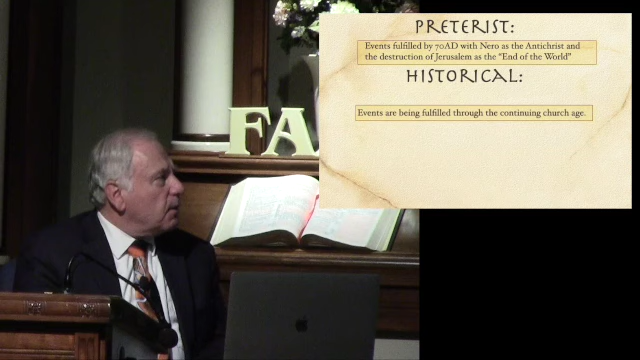 PRETERIST:
Events fulfilled by 70AD with Nero as the Antichrist and
the destruction of Jerusalem as the "End of the World"
HISTORICAL:
Events are being fulfilled through the continuing church age.
FA